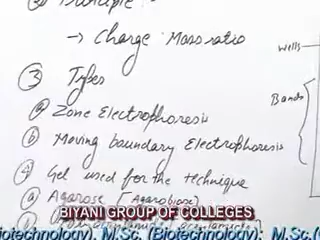 ② Principle
→ Charge Mass ratio
③ Types
Wells
Bands
ⓐ Zone Electrophoresis
ⓑ Moving boundary Electrophoresis
④ Gel used for the technique
ⓐ Agarose [Agarobiose]
BIYANI GROUP OF COLLEGES
Biotechnology), M.Sc. (Biotechnology), M.Sc.